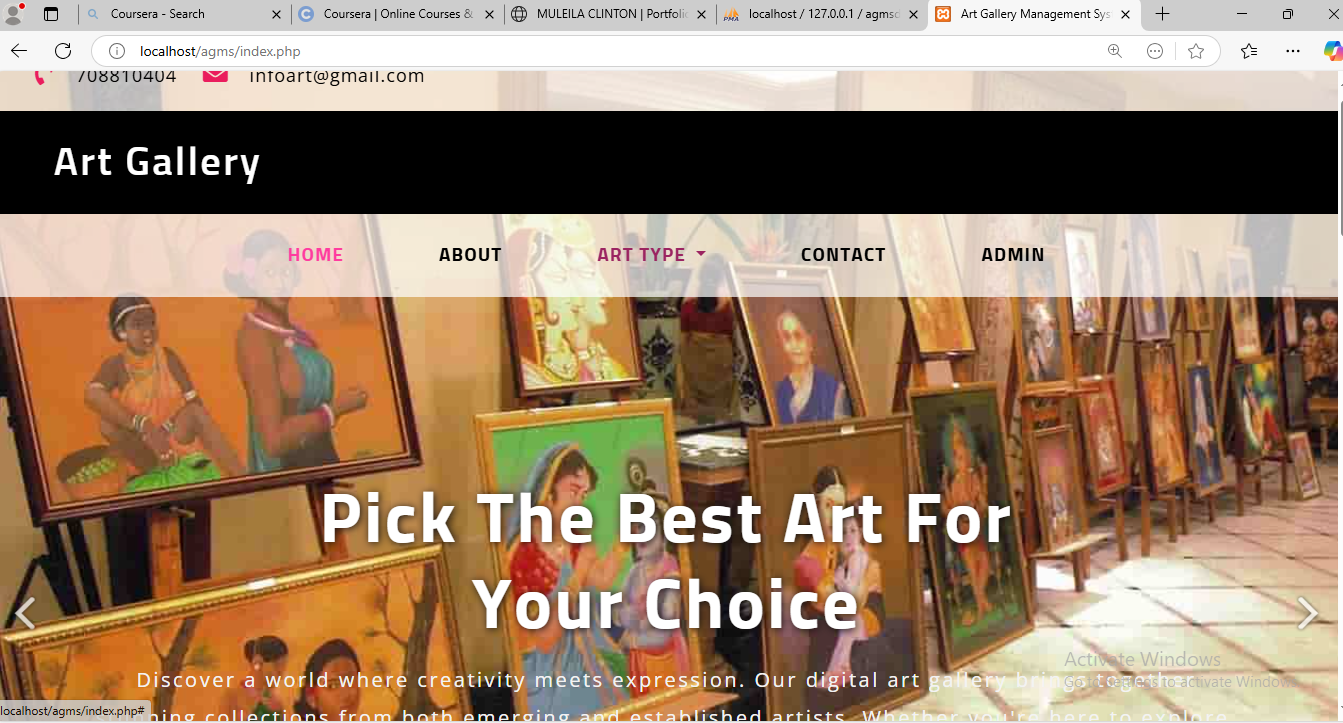 Coursera - Search
Coursera | Online Courses &
MULEILA CLINTON | Portfolio
localhost / 127.0.0.1 / agmsd
Art Gallery Management Sys
localhost/agms/index.php
708810404 infoart@gmail.com
Art Gallery
HOME ABOUT ART TYPE CONTACT ADMIN
Pick The Best Art For
Your Choice
Discover a world where creativity meets expression. Our digital art gallery brings together
collections from both emerging and established artists. Whether you're here to explore
Activate Windows
Go to Settings to activate Windows.
localhost/agms/index.php#